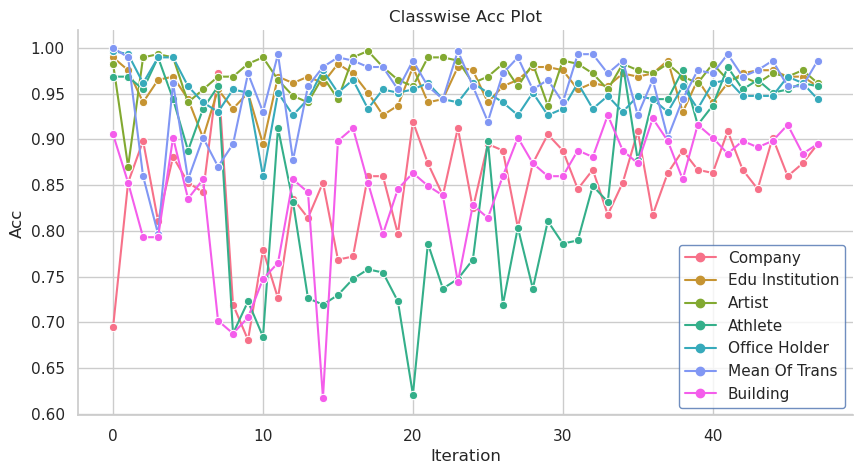 Classwise Acc Plot
1.00
0.95
0.90
0.85
0.80
0.75
0.70
0.65
0.60
Acc
0 10 20 30 40
Iteration
Company
Edu Institution
Artist
Athlete
Office Holder
Mean Of Trans
Building